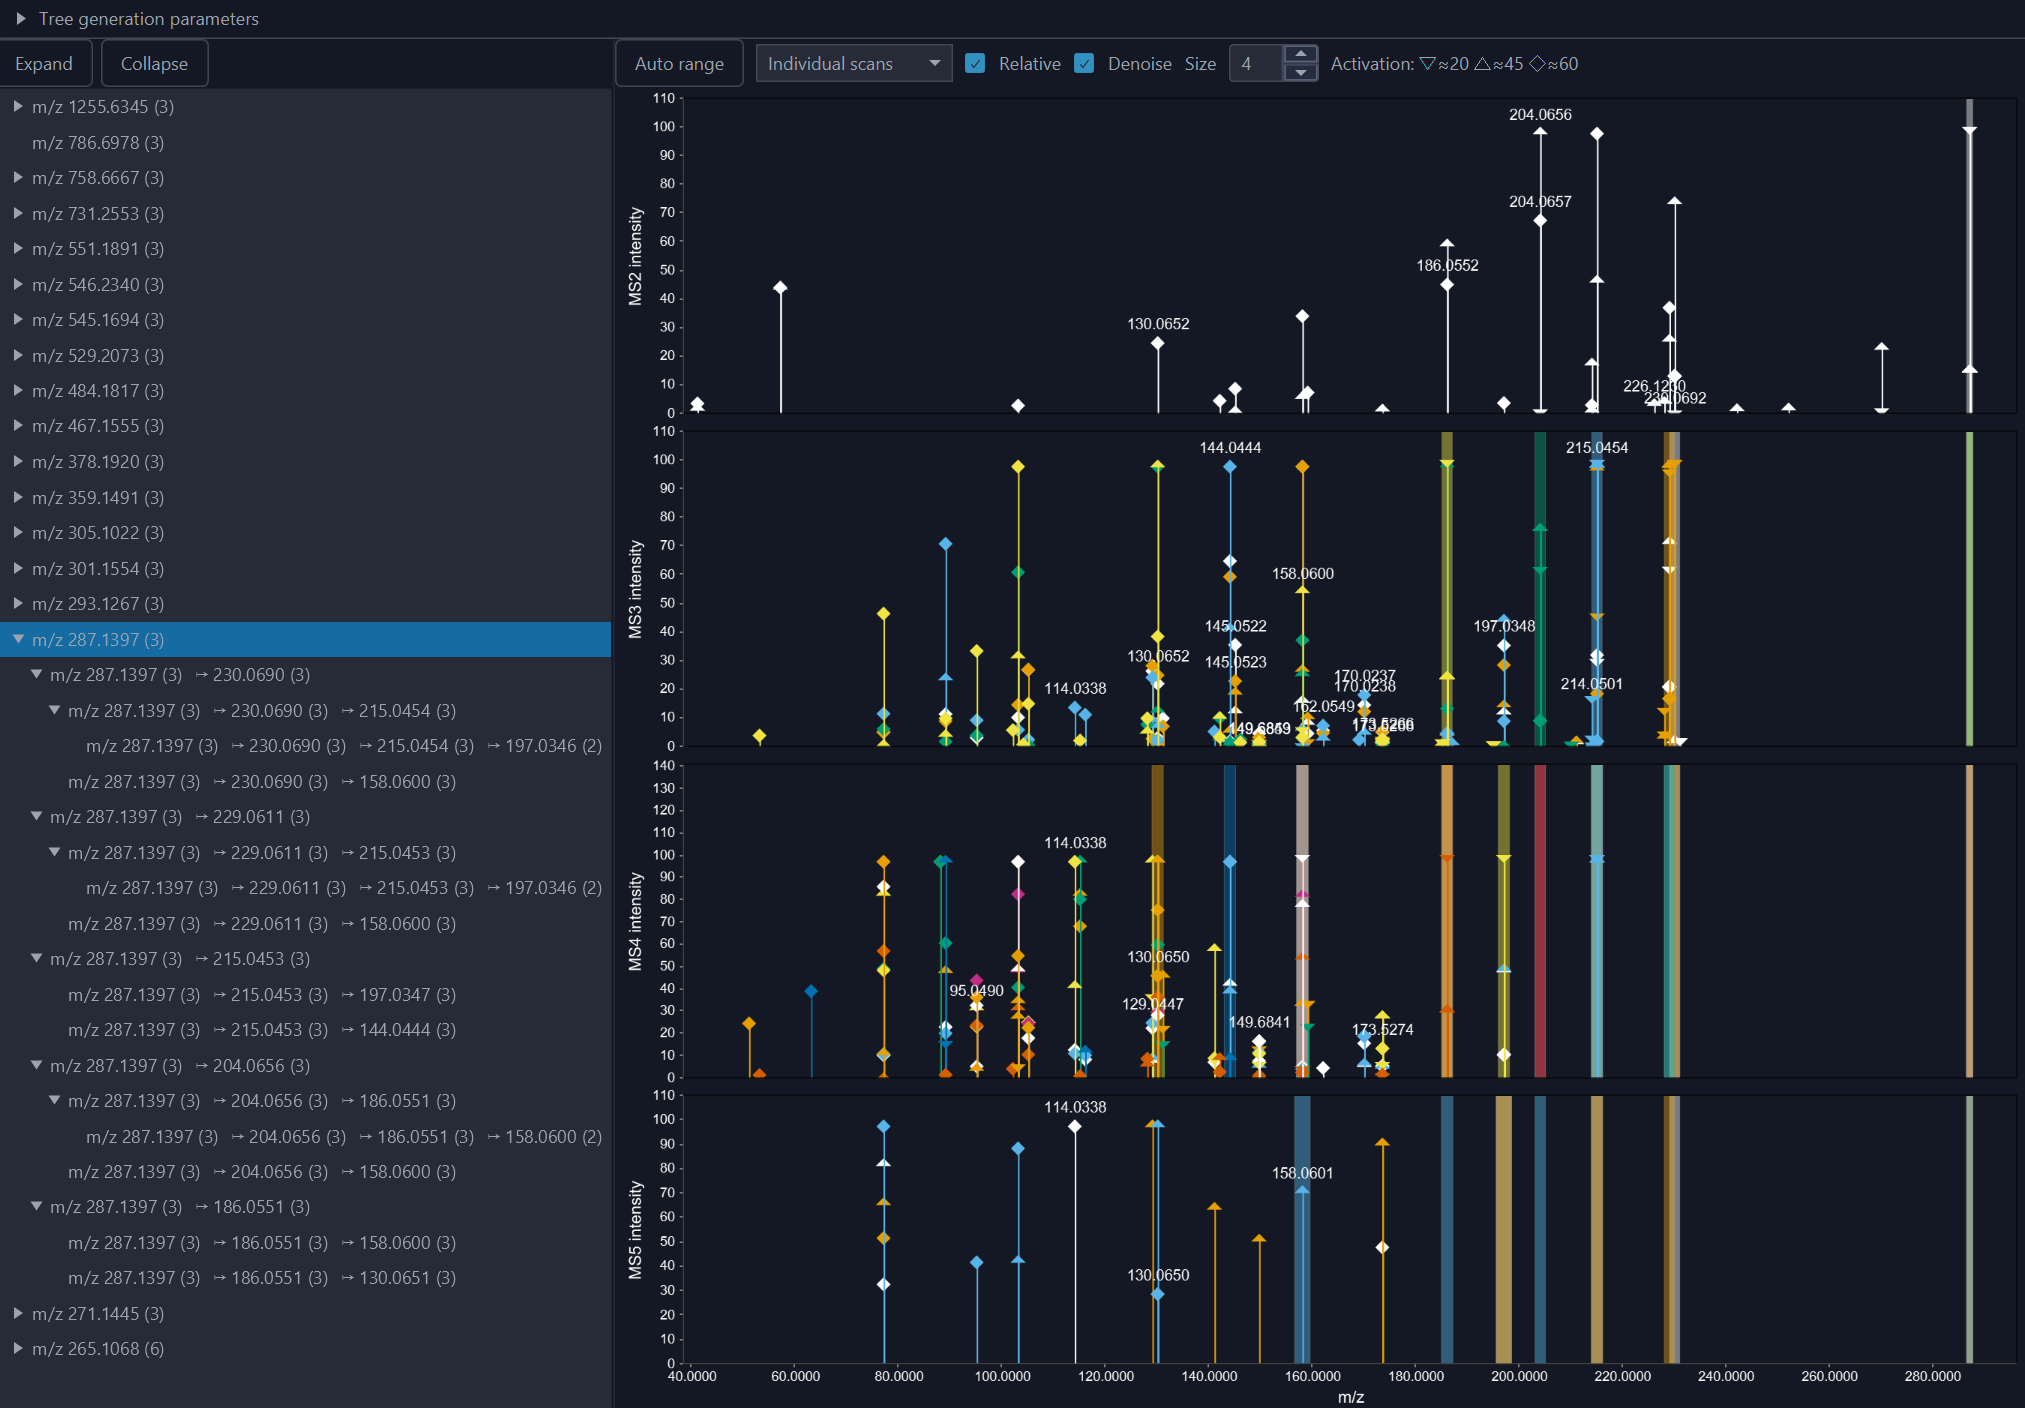 Tree generation parameters
Expand Collapse
Auto range Individual scans Relative Denoise Size 4 Activation: ▽≈20 △≈45 ◇≈60
m/z 1255.6345 (3)
m/z 786.6978 (3)
m/z 758.6667 (3)
m/z 731.2553 (3)
m/z 551.1891 (3)
m/z 546.2340 (3)
m/z 545.1694 (3)
m/z 529.2073 (3)
m/z 484.1817 (3)
m/z 467.1555 (3)
m/z 378.1920 (3)
m/z 359.1491 (3)
m/z 305.1022 (3)
m/z 301.1554 (3)
m/z 293.1267 (3)
m/z 287.1397 (3)
m/z 287.1397 (3) ↦ 230.0690 (3)
m/z 287.1397 (3) ↦ 230.0690 (3) ↦ 215.0454 (3)
m/z 287.1397 (3) ↦ 230.0690 (3) ↦ 215.0454 (3) ↦ 197.0346 (2)
m/z 287.1397 (3) ↦ 230.0690 (3) ↦ 158.0600 (3)
m/z 287.1397 (3) ↦ 229.0611 (3)
m/z 287.1397 (3) ↦ 229.0611 (3) ↦ 215.0453 (3)
m/z 287.1397 (3) ↦ 229.0611 (3) ↦ 215.0453 (3) ↦ 197.0346 (2)
m/z 287.1397 (3) ↦ 229.0611 (3) ↦ 158.0600 (3)
m/z 287.1397 (3) ↦ 215.0453 (3)
m/z 287.1397 (3) ↦ 215.0453 (3) ↦ 197.0347 (3)
m/z 287.1397 (3) ↦ 215.0453 (3) ↦ 144.0444 (3)
m/z 287.1397 (3) ↦ 204.0656 (3)
m/z 287.1397 (3) ↦ 204.0656 (3) ↦ 186.0551 (3)
m/z 287.1397 (3) ↦ 204.0656 (3) ↦ 186.0551 (3) ↦ 158.0600 (2)
m/z 287.1397 (3) ↦ 204.0656 (3) ↦ 158.0600 (3)
m/z 287.1397 (3) ↦ 186.0551 (3)
m/z 287.1397 (3) ↦ 186.0551 (3) ↦ 158.0600 (3)
m/z 287.1397 (3) ↦ 186.0551 (3) ↦ 130.0651 (3)
m/z 271.1445 (3)
m/z 265.1068 (6)
MS2 intensity
110
100
90
80
70
60
50
40
30
20
10
0
204.0656
204.0657
186.0552
130.0652
230.0692
MS3 intensity
110
100
90
80
70
60
50
40
30
20
10
0
144.0444
215.0454
158.0600
145.0522
197.0348
130.0652
145.0523
170.0237
170.0238
214.0501
114.0338
162.0549
MS4 intensity
140
130
120
110
100
90
80
70
60
50
40
30
20
10
0
114.0338
130.0650
95.0490
129.0447
149.6841
173.5274
MS5 intensity
110
100
90
80
70
60
50
40
30
20
10
0
114.0338
158.0601
130.0650
40.0000 60.0000 80.0000 100.0000 120.0000 140.0000 160.0000 180.0000 200.0000 220.0000 240.0000 260.0000 280.0000
m/z